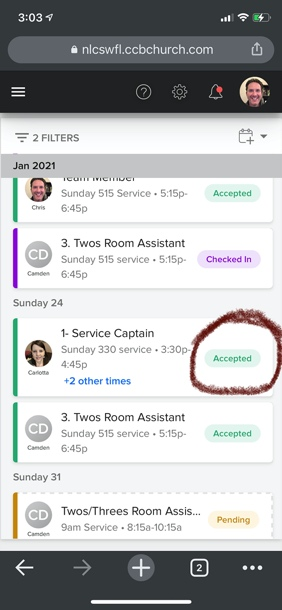 3:03
nlcswfl.ccbchurch.com
2 FILTERS
Jan 2021
Team Member
Sunday 515 Service • 5:15p-
6:45p
Accepted
Chris
3. Twos Room Assistant
Sunday 515 service • 5:15p-
6:45p
Checked In
CD
Camden
Sunday 24
1- Service Captain
Sunday 330 service • 3:30p-
4:45p
+2 other times
Accepted
Carlotta
3. Twos Room Assistant
Sunday 515 service • 5:15p-
6:45p
Accepted
CD
Camden
Sunday 31
Twos/Threes Room Assis...
9am Service • 8:15a-10:15a
Pending
CD
Camden
2